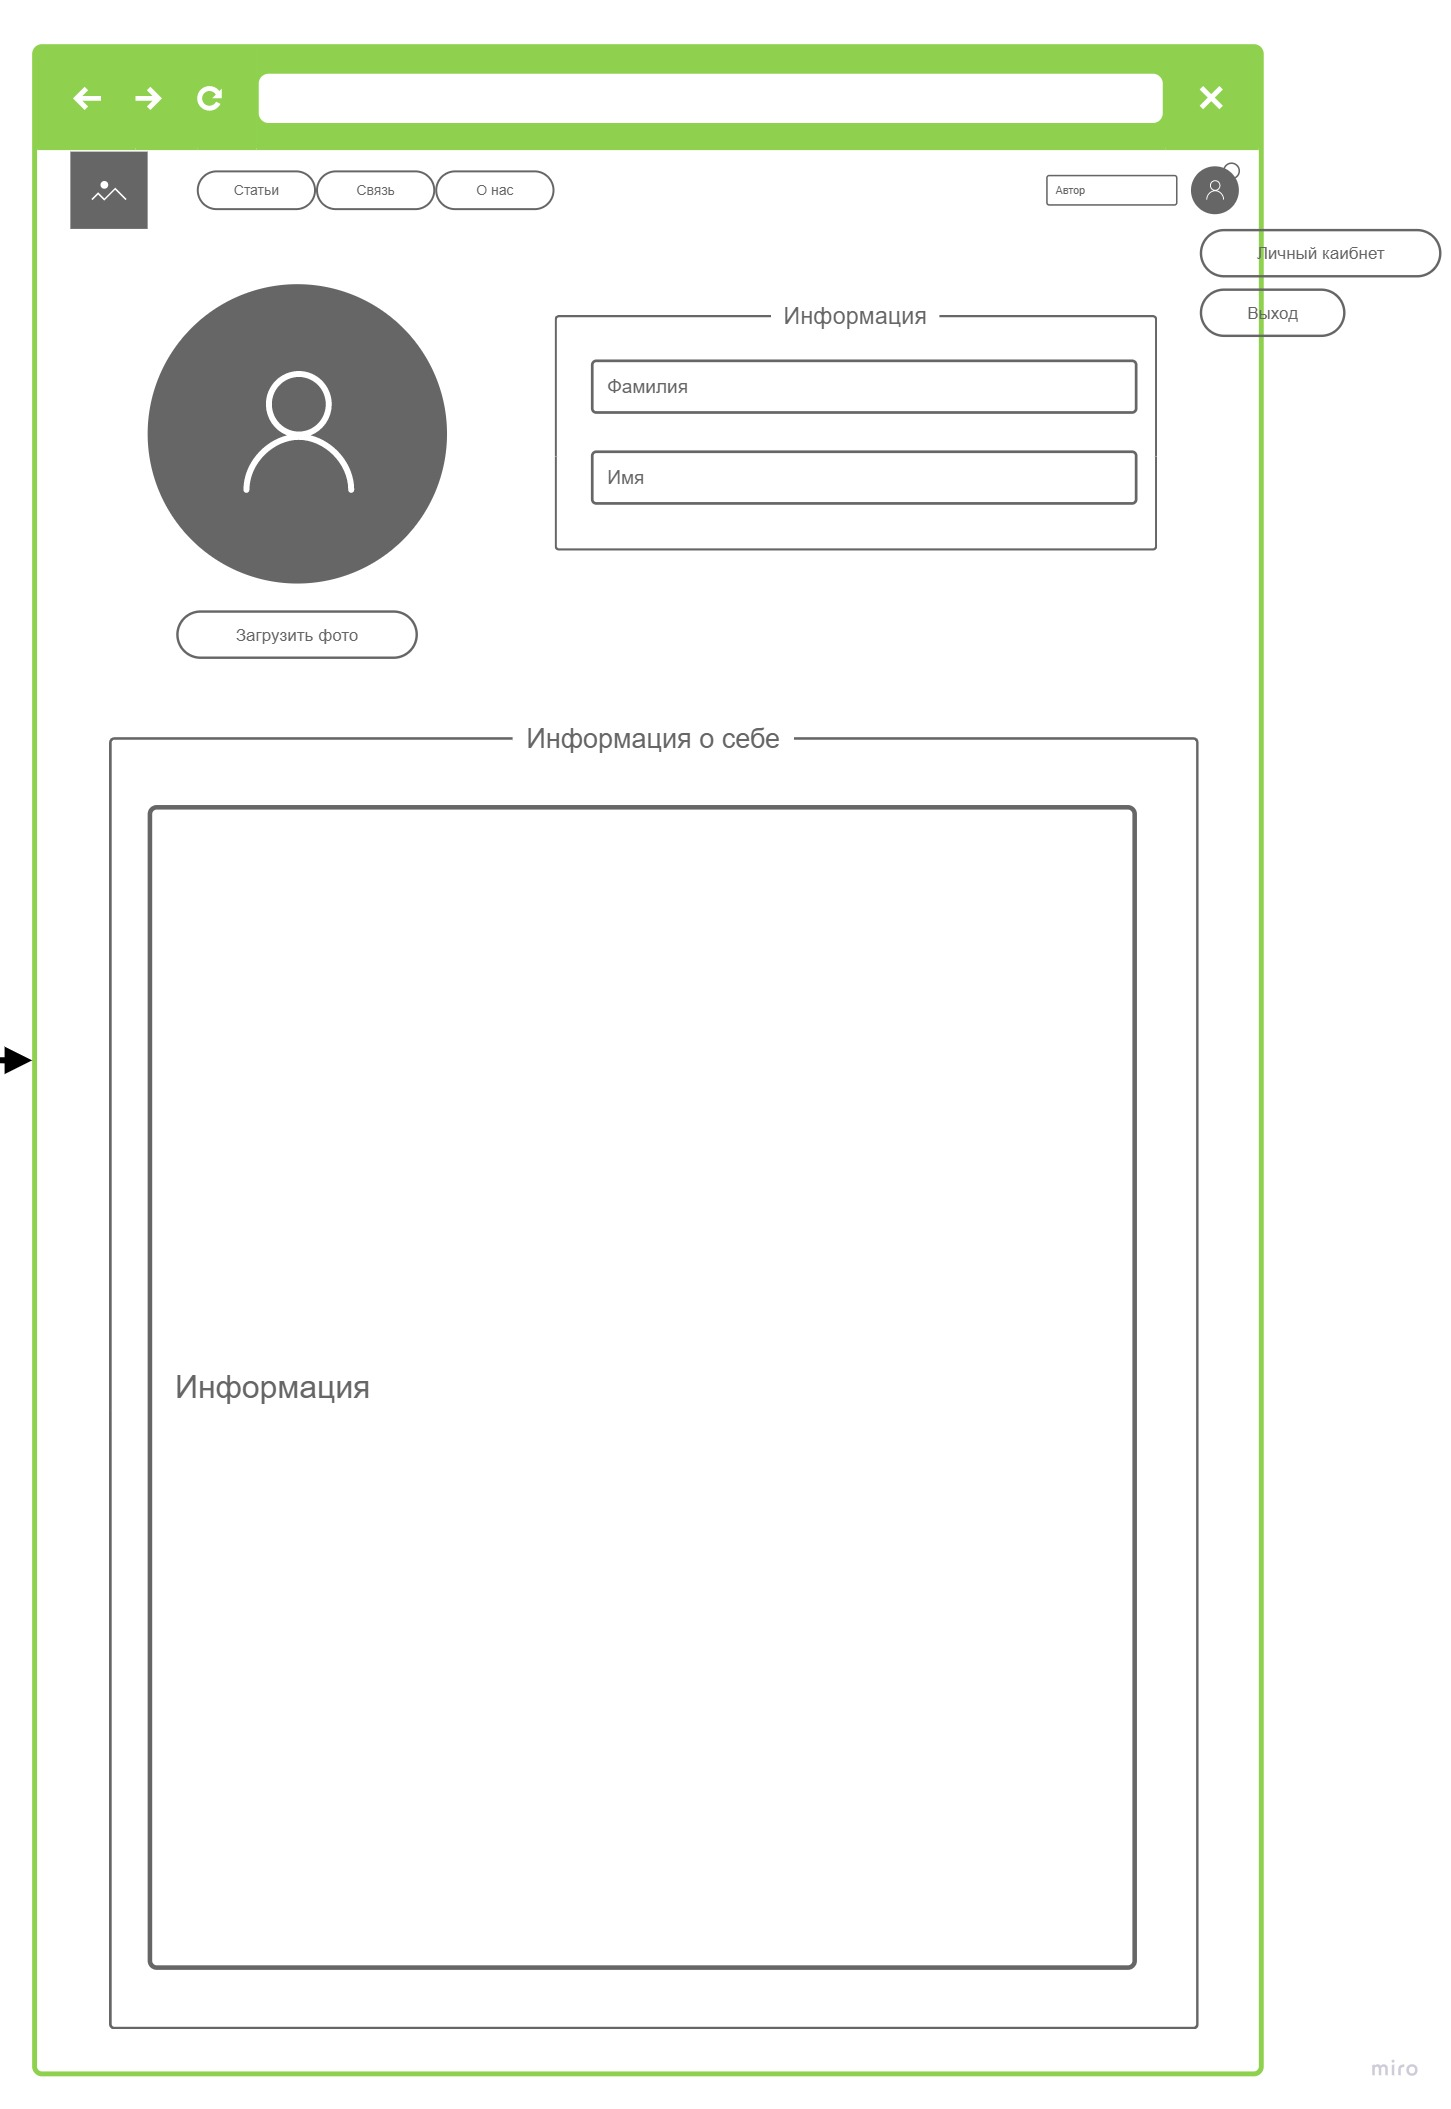 Статьи
Связь
О нас
Автор
Личный каибнет
Выход
Информация
Фамилия
Имя
Загрузить фото
Информация о себе
Информация
miro